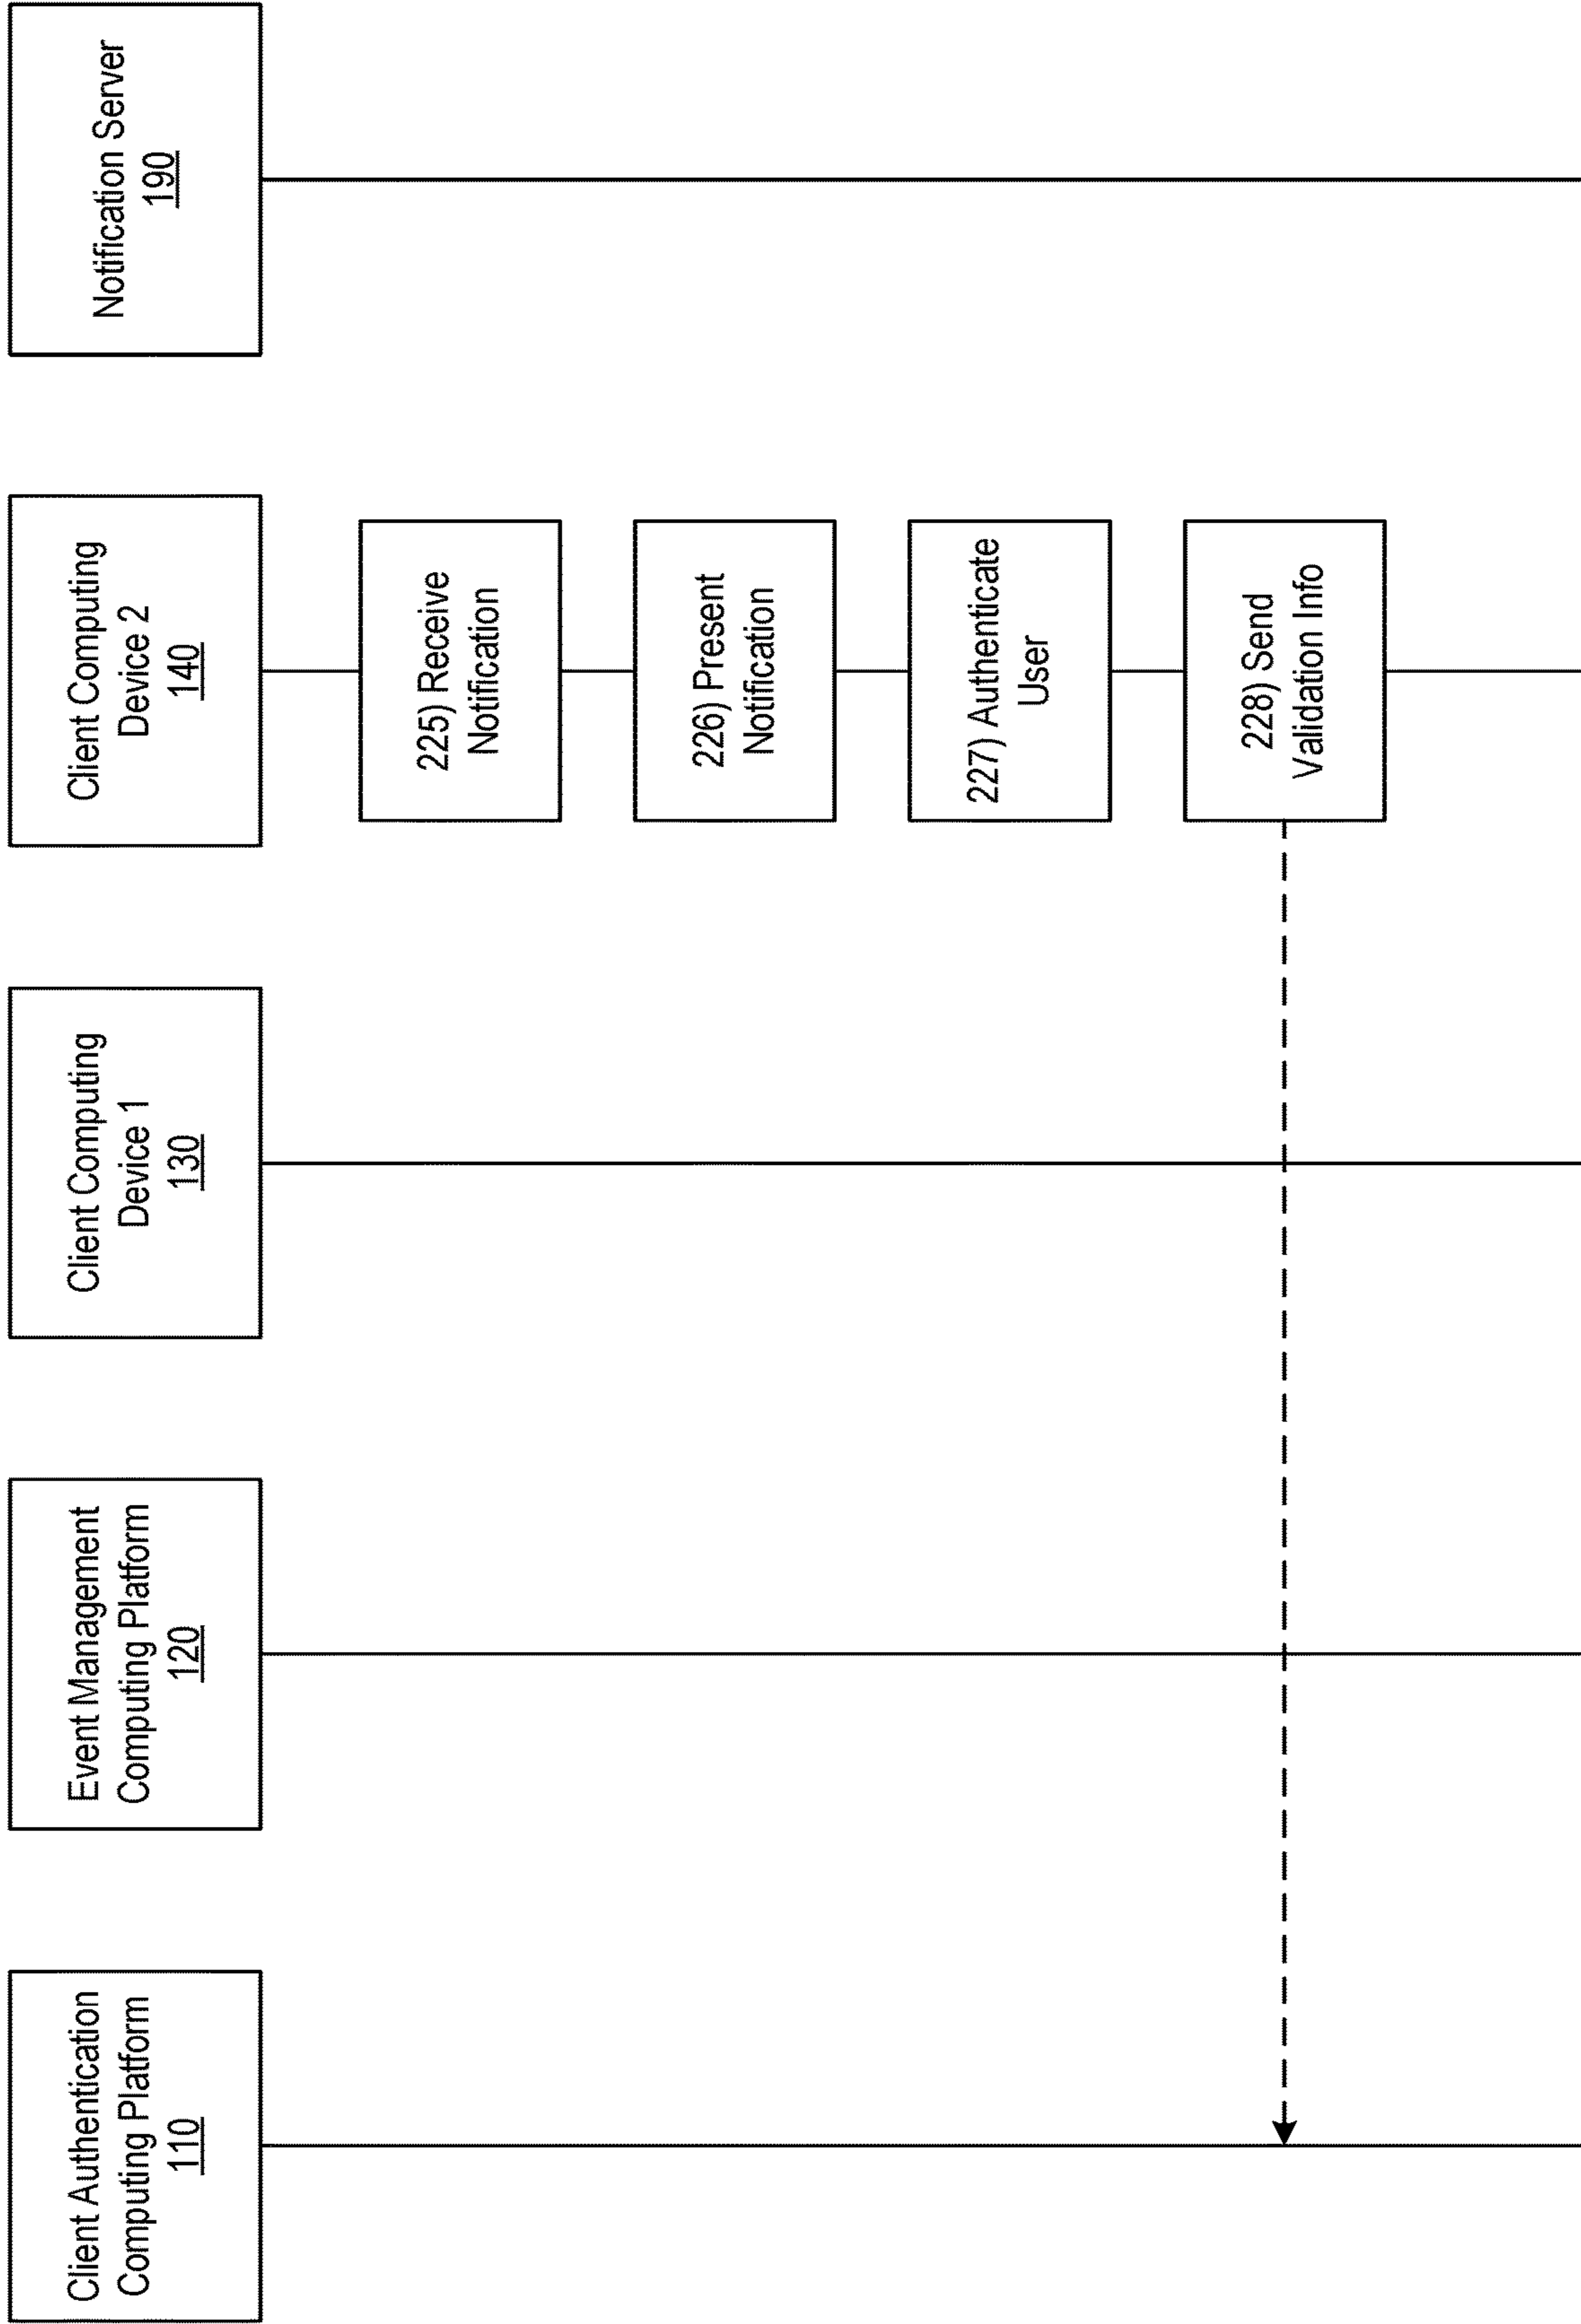 Client Authentication
Computing Platform
110
Event Management
Computing Platform
120
Client Computing
Device 1
130
Client Computing
Device 2
140
Notification Server
190
225) Receive
Notification
226) Present
Notification
227) Authenticate
User
228) Send
Validation Info